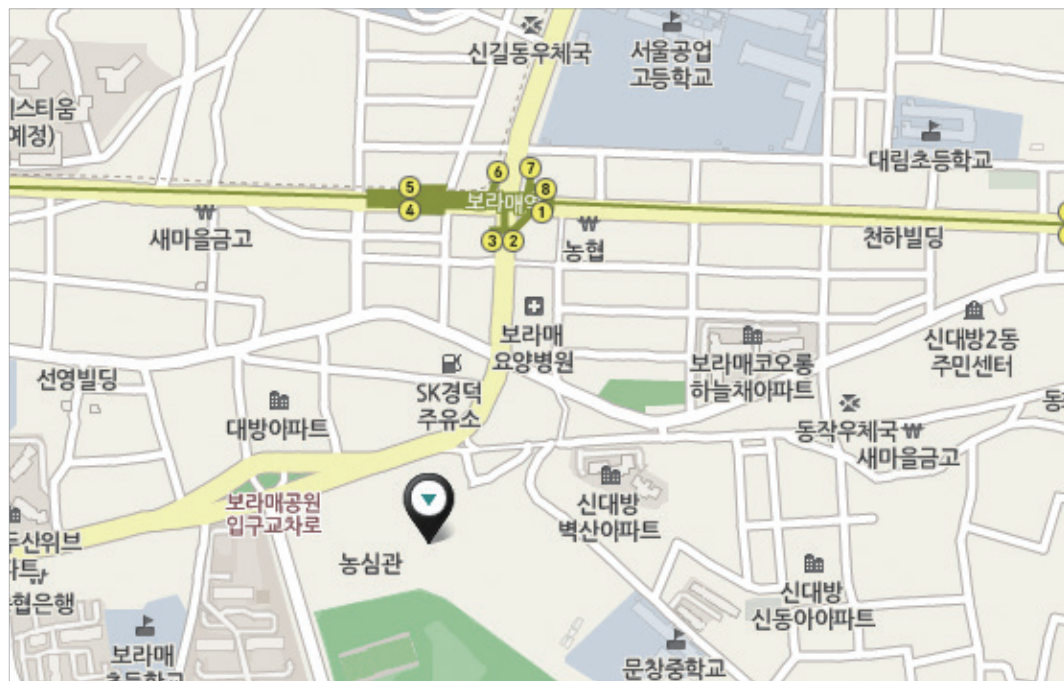 신길동우체국
서울공업
고등학교
대림초등학교
예정)
6
7
5
8
보라매역
4
1
3
2
새마을금고
농협
천하빌딩
보라매
요양병원
신대방2동
주민센터
보라매코오롱
하늘채아파트
선영빌딩
SK경덕
주유소
대방아파트
동작우체국
새마을금고
보라매공원
입구교차로
신대방
벽산아파트
두산위브
농심관
신대방
신동아아파트
보라매
초등학교
문창중학교